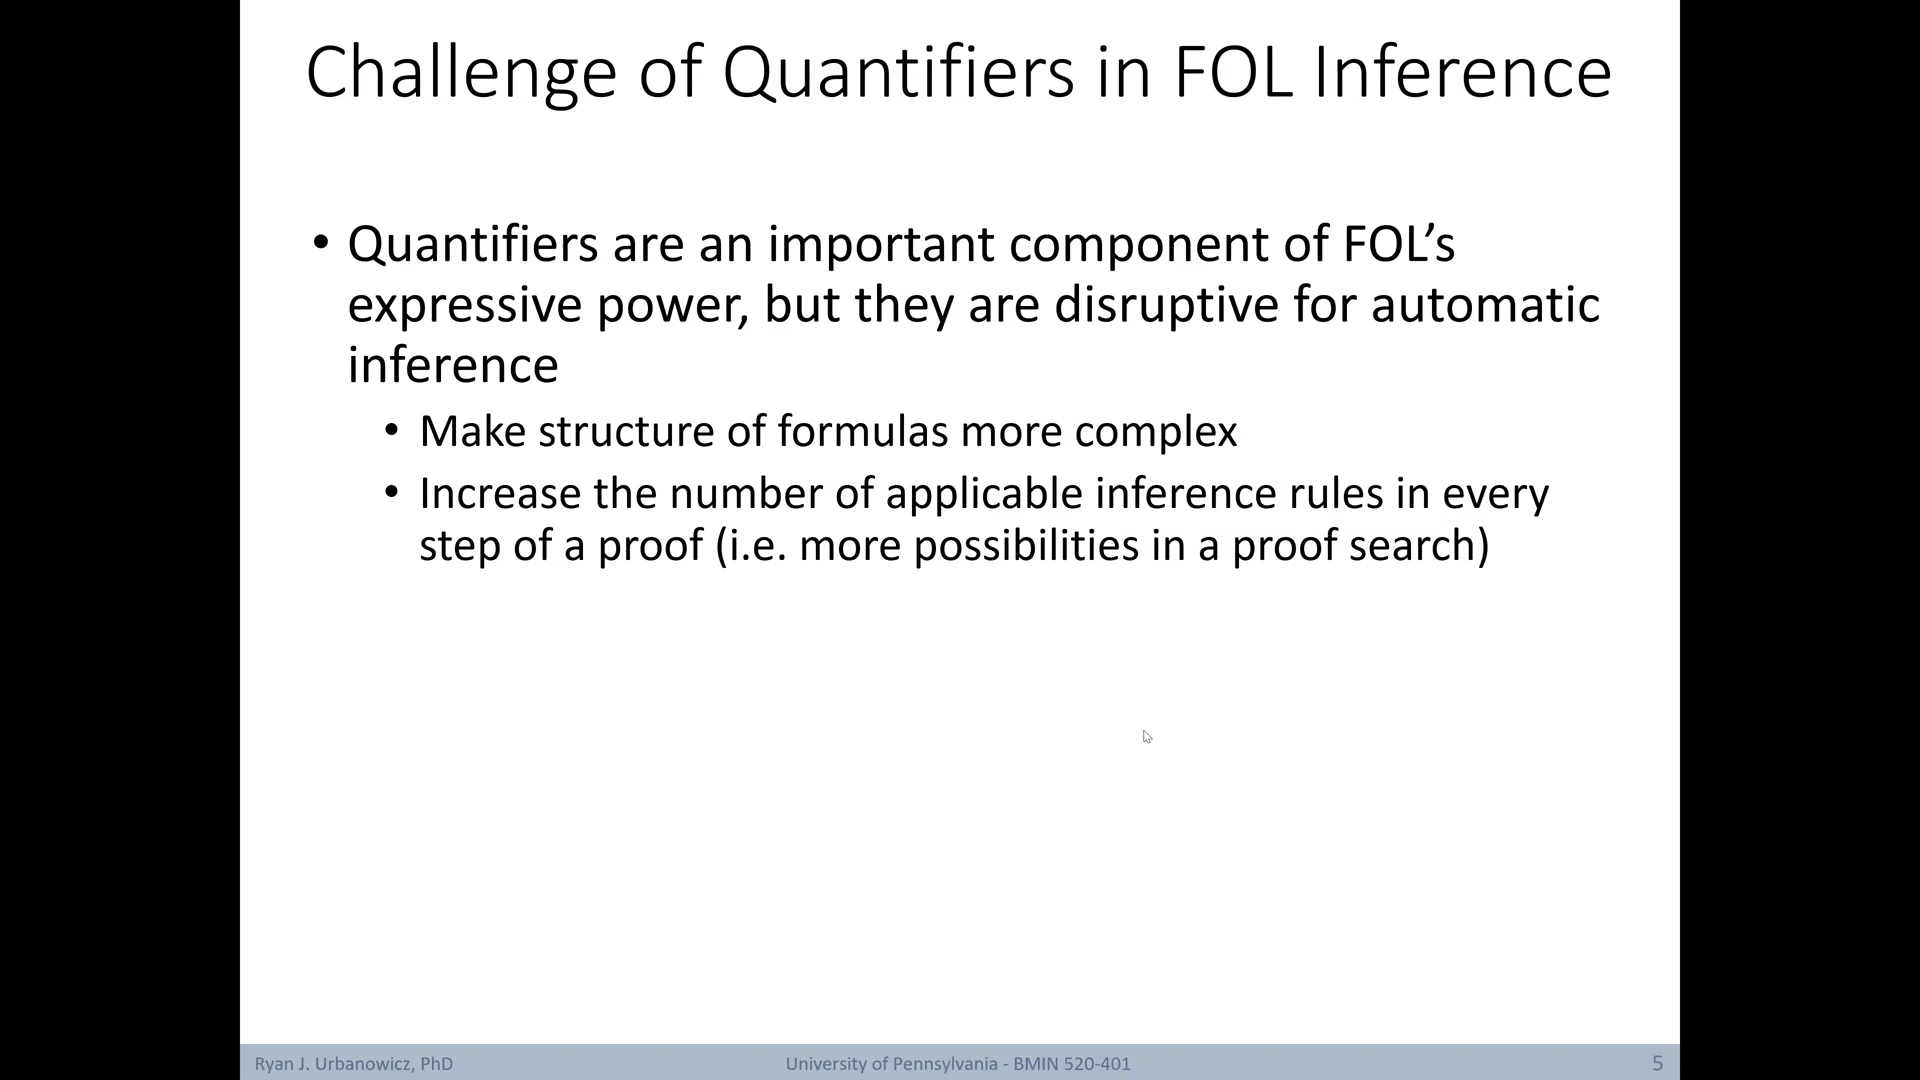 Challenge of Quantifiers in FOL Inference
• Quantifiers are an important component of FOL’s
expressive power, but they are disruptive for automatic
inference
• Make structure of formulas more complex
• Increase the number of applicable inference rules in every
step of a proof (i.e. more possibilities in a proof search)
Ryan J. Urbanowicz, PhD
University of Pennsylvania - BMIN 520-401
5